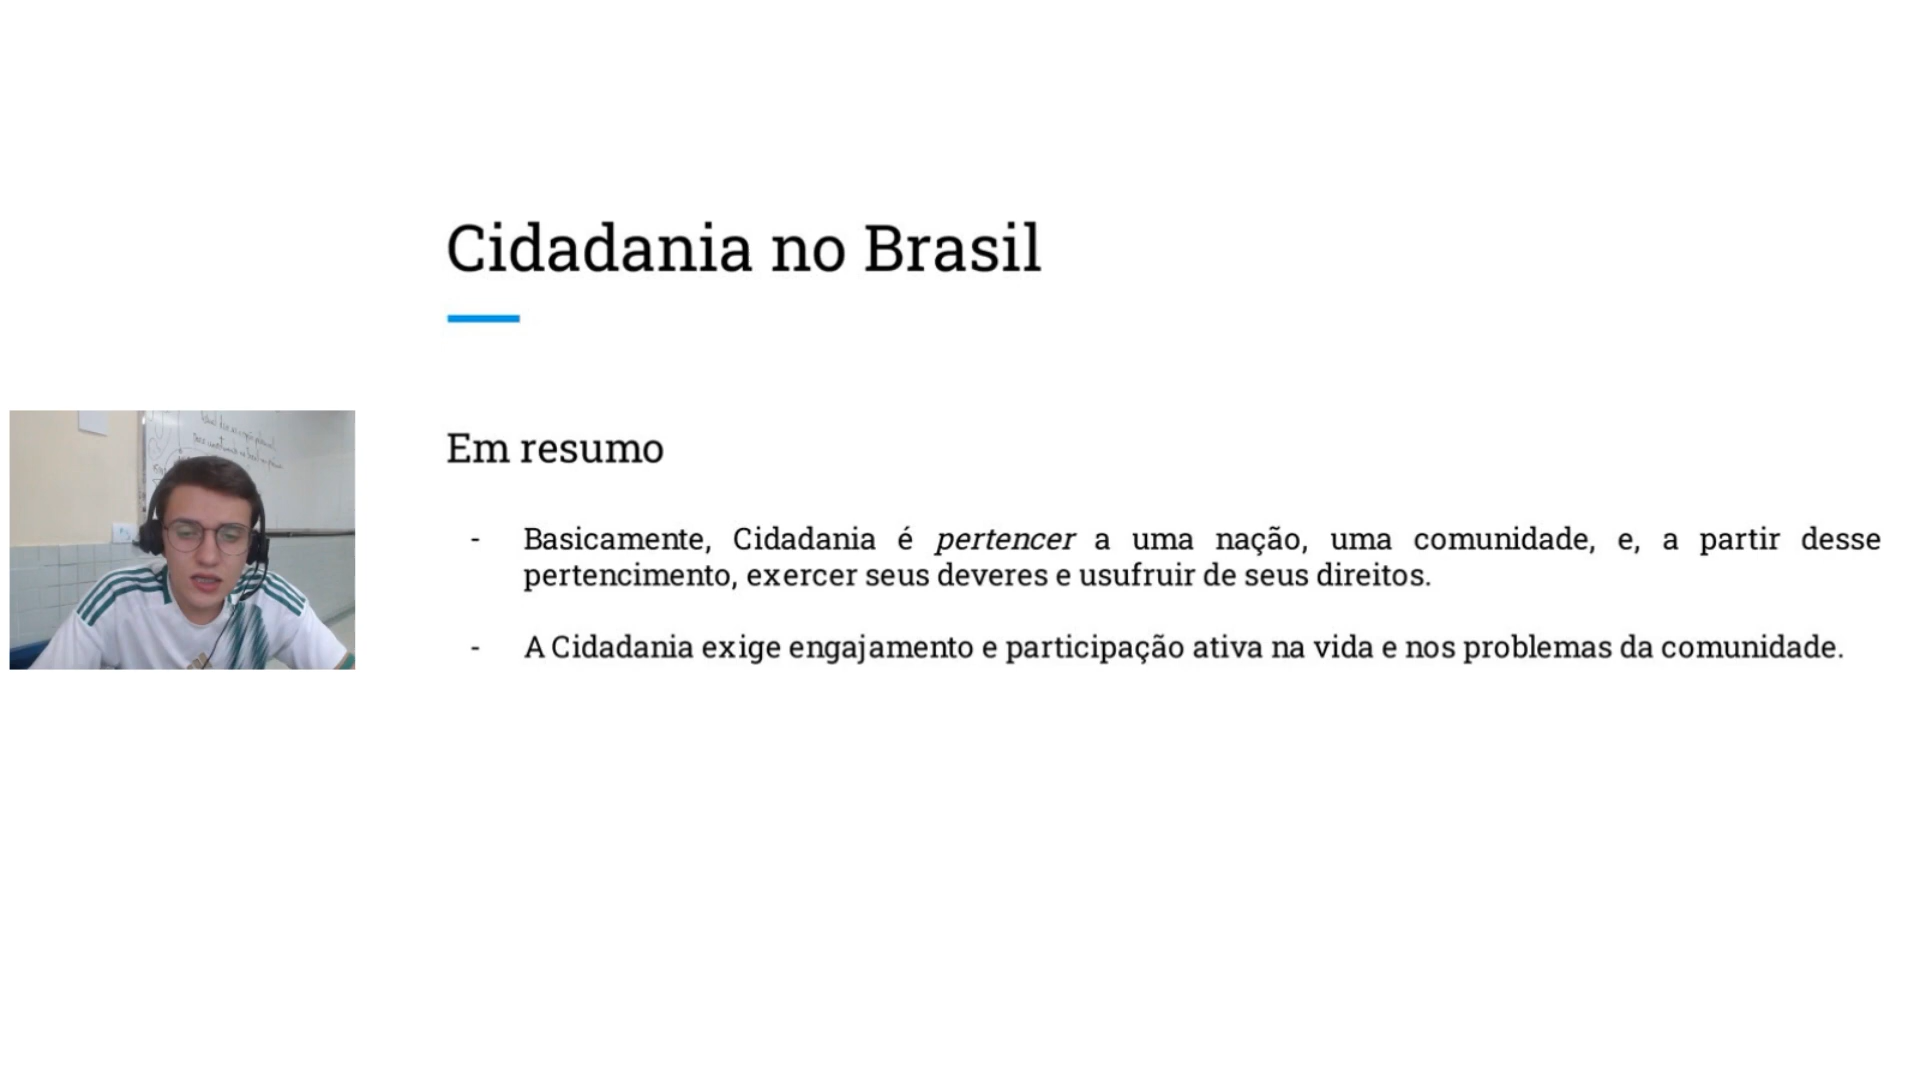 Cidadania no Brasil
Em resumo
- Basicamente, Cidadania é pertencer a uma nação, uma comunidade, e, a partir desse
pertencimento, exercer seus deveres e usufruir de seus direitos.
- A Cidadania exige engajamento e participação ativa na vida e nos problemas da comunidade.